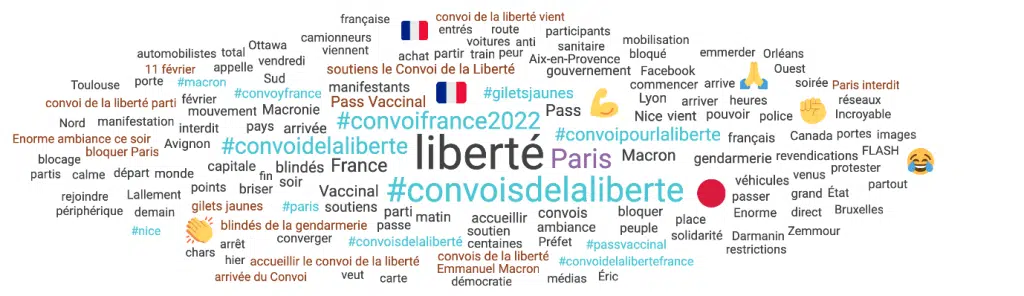 française
convoi de la liberté vient
camionneurs
entrés
route
participants
Ottawa
viennent
voitures
anti
sanitaire
mobilisation
automobilistes
total
vendredi
achat
partir
train
peur
Aix-en-Provence
bloqué
emmerder
Orléans
11 février
appelle
soutiens le Convoi de la Liberté
gouvernement
Facebook
Ouest
Toulouse
porte
#macron
Sud
manifestants
commencer
arrive
soirée
Paris interdit
#convoyfrance
#giletsjaunes
convoi de la liberté parti
février
Pass Vaccinal
Pass
Lyon
arriver
heures
réseaux
mouvement
Macronie
Nice
vient
pouvoir
police
Incroyable
Nord
manifestation
interdit
pays
arrivée
#convoifrance2022
#convoipourlaliberte
français
Canada
portes
images
Enorme ambiance ce soir
Avignon
#convoidelaliberte
liberté
Paris
Macron
gendarmerie
revendications
FLASH
bloquer Paris
blocage
capitale
blindés
France
venus
protester
partis
calme
départ
monde
fin
soir
#convoisdelaliberte
véhicules
partout
rejoindre
Lallement
points
briser
Vaccinal
passer
grand
État
périphérique
demain
gilets jaunes
#paris
soutiens
parti
matin
accueillir
convois
bloquer
place
Enorme
direct
Bruxelles
#nice
blindés de la gendarmerie
passe
soutien
ambiance
peuple
solidarité
Darmanin
Zemmour
arrêt
converger
#convoisdelaliberté
centaines
Préfet
#passvaccinal
restrictions
chars
hier
accueillir le convoi de la liberté
convois de la liberté
#convoidelalibertefrance
arrivée du Convoi
veut
carte
Emmanuel Macron
démocratie
médias
Éric